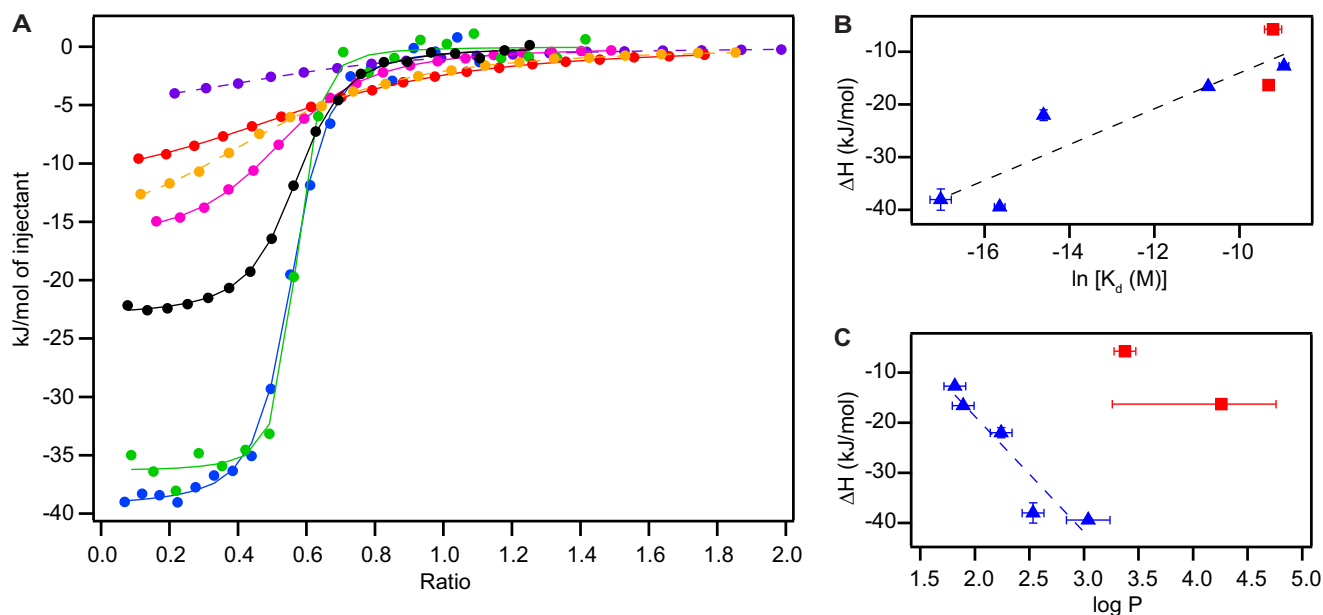 A
kJ/mol of injectant
0
-5
-10
-15
-20
-25
-30
-35
-40
0.0 0.2 0.4 0.6 0.8 1.0 1.2 1.4 1.6 1.8 2.0
Ratio
B
ΔH (kJ/mol)
-10
-20
-30
-40
-16 -14 -12 -10
ln [Kd (M)]
C
ΔH (kJ/mol)
-10
-20
-30
-40
1.5 2.0 2.5 3.0 3.5 4.0 4.5 5.0
log P